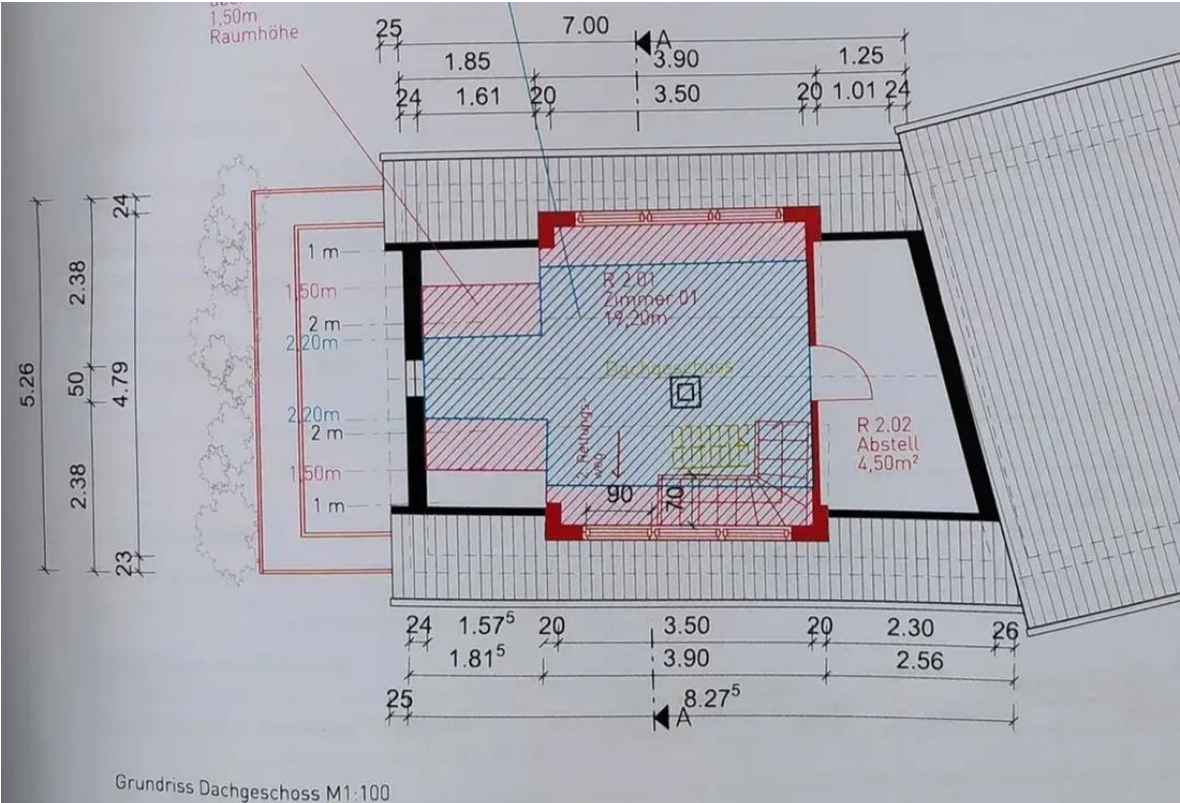 1,50m
Raumhöhe
25
7.00
A
1.85
3.90
1.25
24
1.61
20
3.50
20
1.01
24
24
1 m
2.38
1,50m
2 m
2,20m
R 2.01
Zimmer 01
19,20m
Dachgeschoss
5.26
50
4.79
2,20m
2 m
Rettungs-
weg
R 2.02
Abstell
4,50m²
2.38
1,50m
90
70
1 m
23
24
1.57⁵
20
3.50
20
2.30
26
1.81⁵
3.90
2.56
25
8.27⁵
A
Grundriss Dachgeschoss M1:100